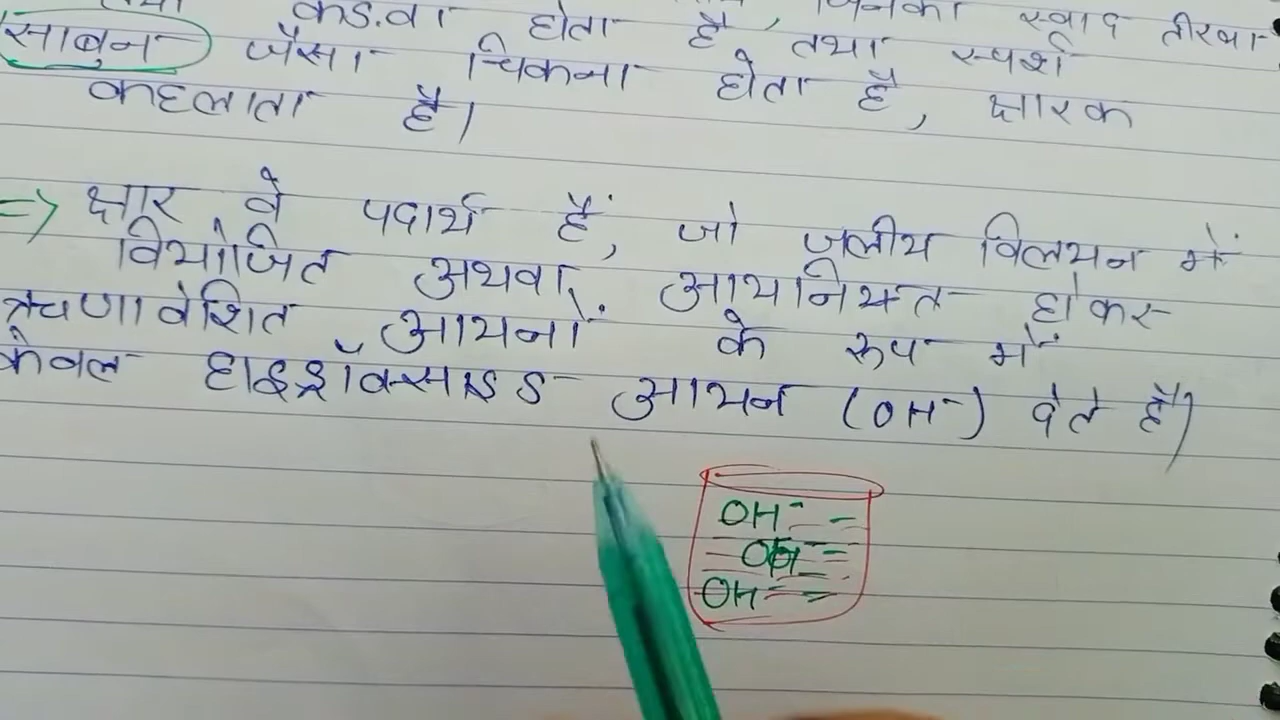 कड़वा होता है, जिनका स्वाद तीखा
साबुन जैसा चिकना होता है, तथा स्पर्श
कहलाता है। क्षारक
=> क्षार वे पदार्थ हैं, जो जलीय विलयन में
वियोजित अथवा आयनित होकर
ऋणावेशित आयनों के रूप में
केवल हाइड्रॉक्साइड आयन (OH⁻) देते हैं।
OH⁻
OH⁻
OH⁻